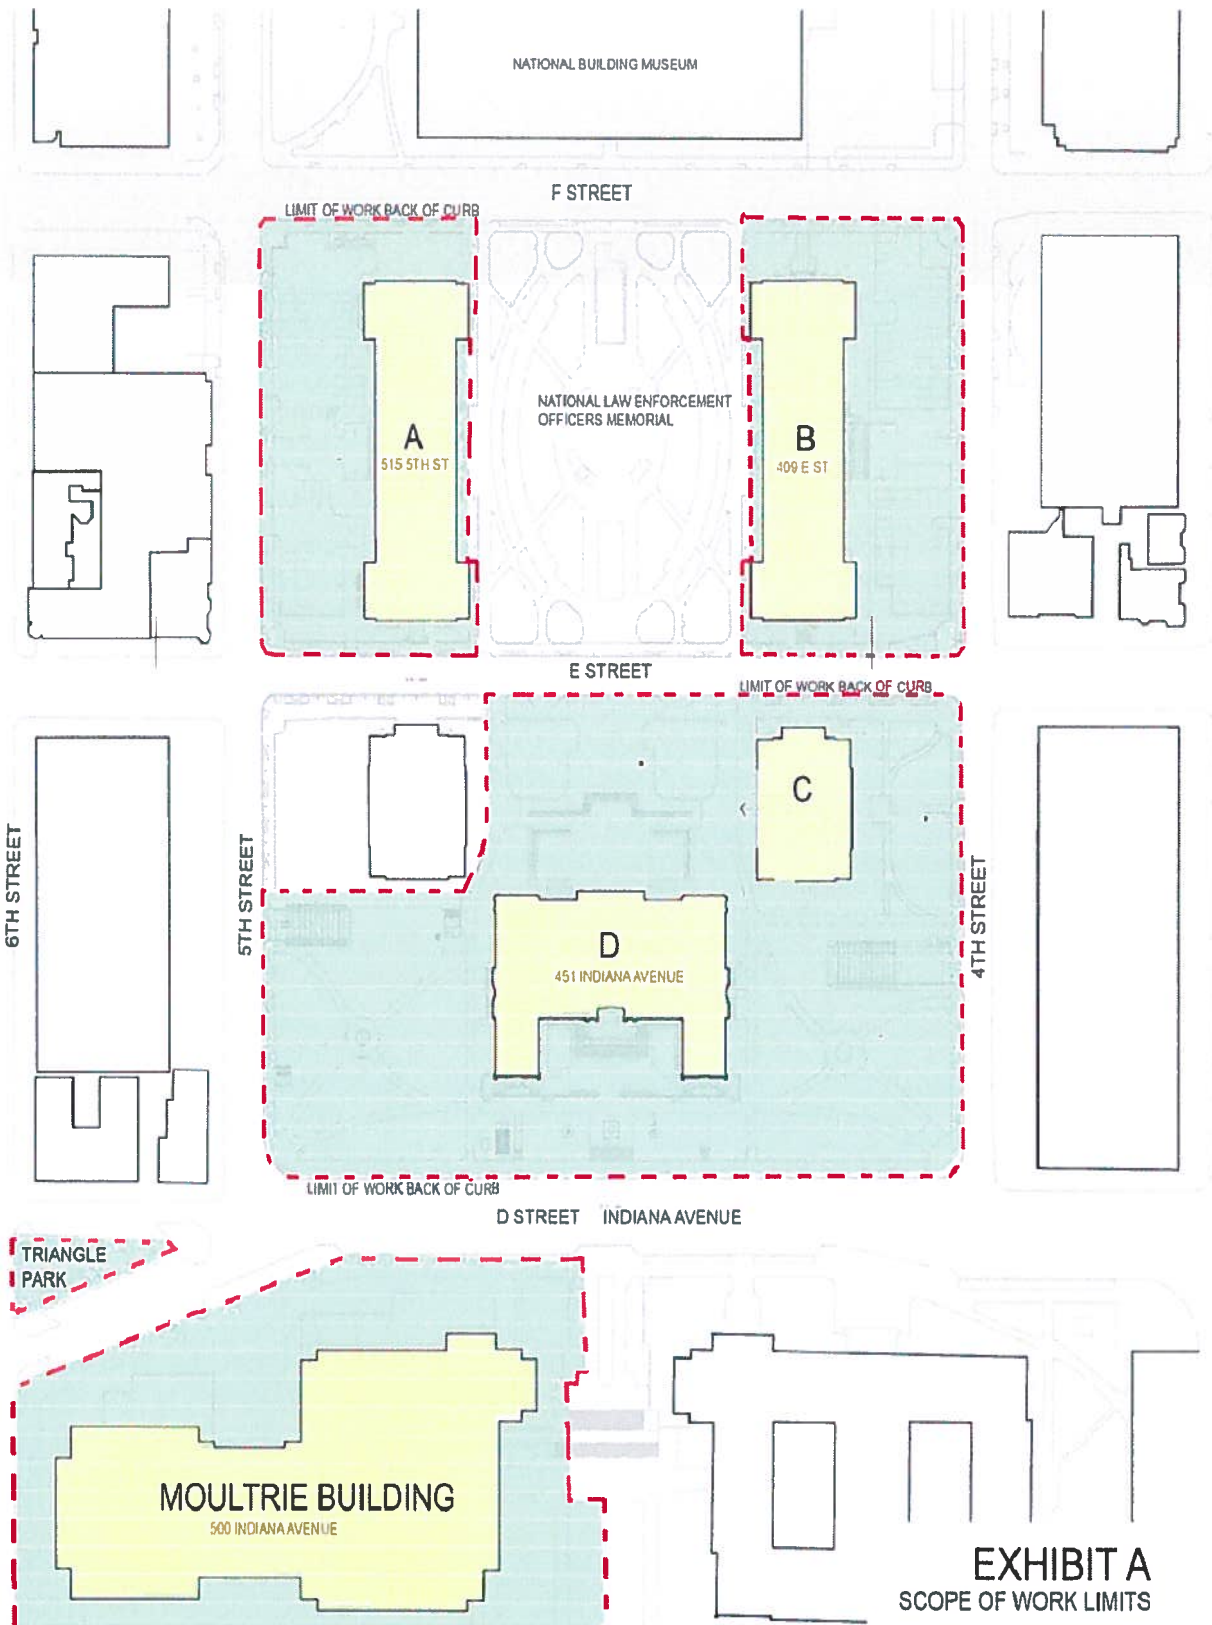 NATIONAL BUILDING MUSEUM
F STREET
LIMIT OF WORK BACK OF CURB
NATIONAL LAW ENFORCEMENT
OFFICERS MEMORIAL
A
515 5TH ST
B
409 E ST
E STREET
LIMIT OF WORK BACK OF CURB
C
6TH STREET
5TH STREET
4TH STREET
D
451 INDIANA AVENUE
LIMIT OF WORK BACK OF CURB
D STREET INDIANA AVENUE
TRIANGLE
PARK
MOULTRIE BUILDING
500 INDIANA AVENUE
EXHIBIT A
SCOPE OF WORK LIMITS